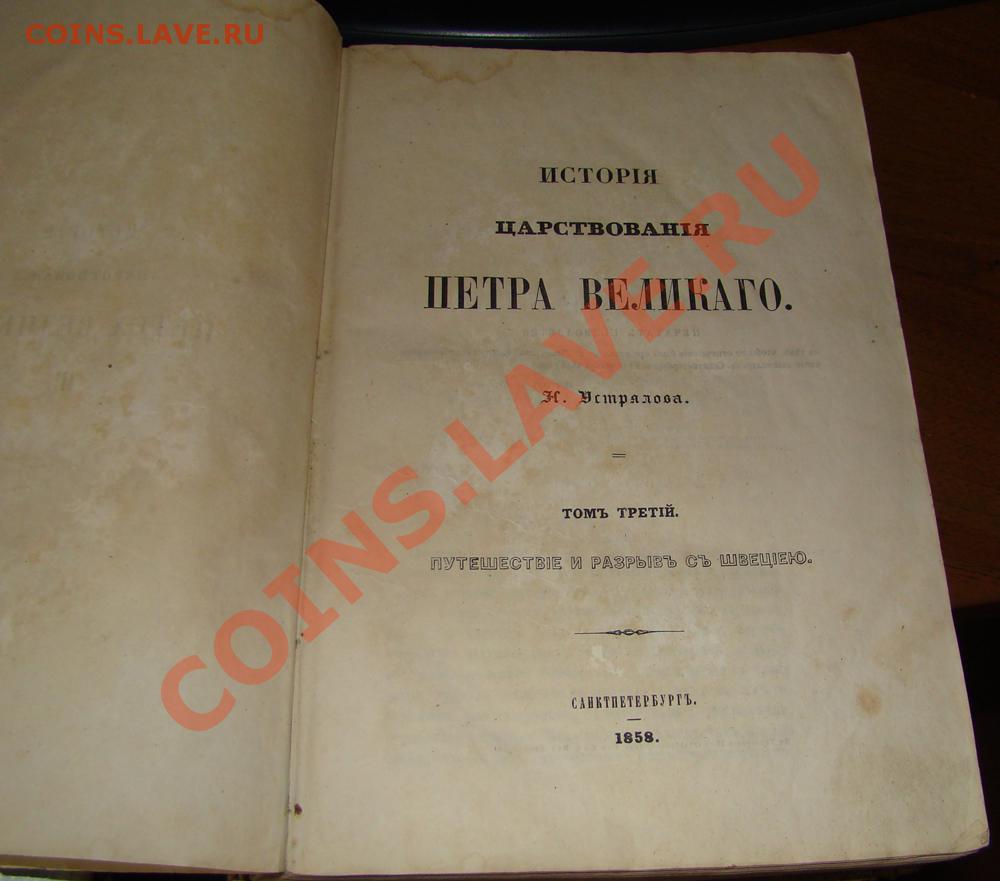 COINS.LAVE.RU
ИСТОРІЯ
ЦАРСТВОВАНІЯ
ПЕТРА ВЕЛИКАГО.
Н. Устрялова.
ТОМЪ ТРЕТІЙ.
ПУТЕШЕСТВІЕ И РАЗРЫВЪ СЪ ШВЕЦІЕЮ.
САНКТПЕТЕРБУРГЪ.
1858.
COINS.LAVE.RU